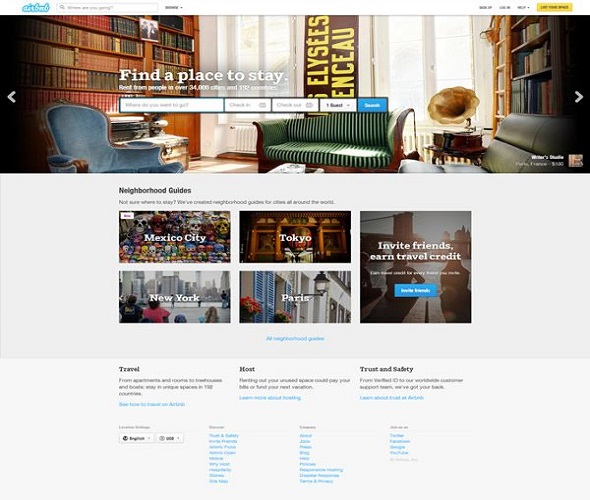 airbnb
Where are you going?
BROWSE
SIGN UP
LOG IN
HELP
LIST YOUR SPACE
S ELYSEES
ENCEAU
Find a place to stay.
Rent from people in over 34,000 cities and 192 countries.
Where do you want to go?
Check in
Check out
1 Guest
Search
Writer's Studio
Paris, France
Neighborhood Guides
Not sure where to stay? We've created neighborhood guides for cities all around the world.
Mexico City
Tokyo
New York
Paris
Invite friends,
earn travel credit
Earn travel credit for every friend you invite.
Invite friends
All neighborhood guides
Travel
From apartments and rooms to treehouses
and boats: stay in unique spaces in 192
countries.
See how to travel on Airbnb
Host
Renting your unused space could pay your
bills or fund your next vacation.
Learn more about hosting
Trust and Safety
From Verified ID to our worldwide customer
support team, we've got your back.
Learn about trust at Airbnb
Location Settings
English
USD
Discover
Trust & Safety
Invite Friends
Airbnb Picks
Airbnb Open
Mobile
Why Host
Hospitality
Stories
Site Map
Company
About
Jobs
Press
Blog
Help
Policies
Responsible Hosting
Disaster Response
Terms & Privacy
Join us on
Twitter
Facebook
Google
YouTube
© Airbnb, Inc.